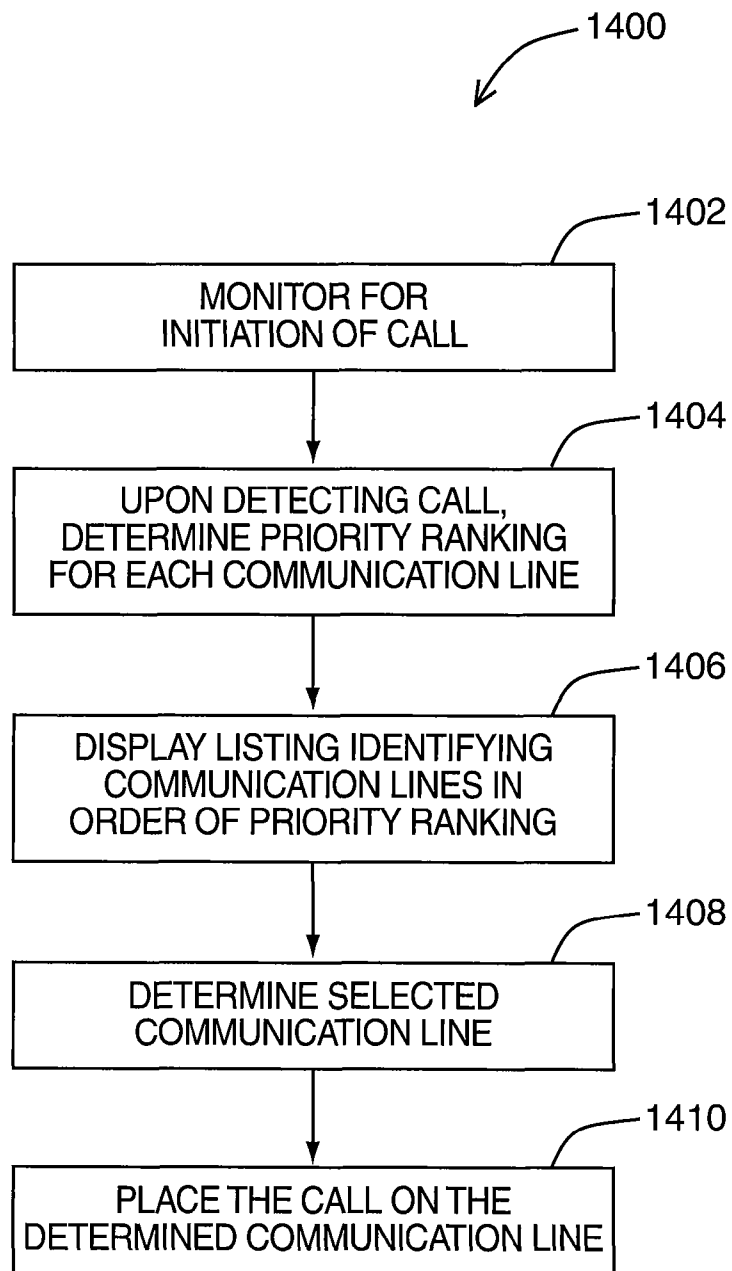 1400
1402
MONITOR FOR
INITIATION OF CALL
1404
UPON DETECTING CALL,
DETERMINE PRIORITY RANKING
FOR EACH COMMUNICATION LINE
1406
DISPLAY LISTING IDENTIFYING
COMMUNICATION LINES IN
ORDER OF PRIORITY RANKING
1408
DETERMINE SELECTED
COMMUNICATION LINE
1410
PLACE THE CALL ON THE
DETERMINED COMMUNICATION LINE